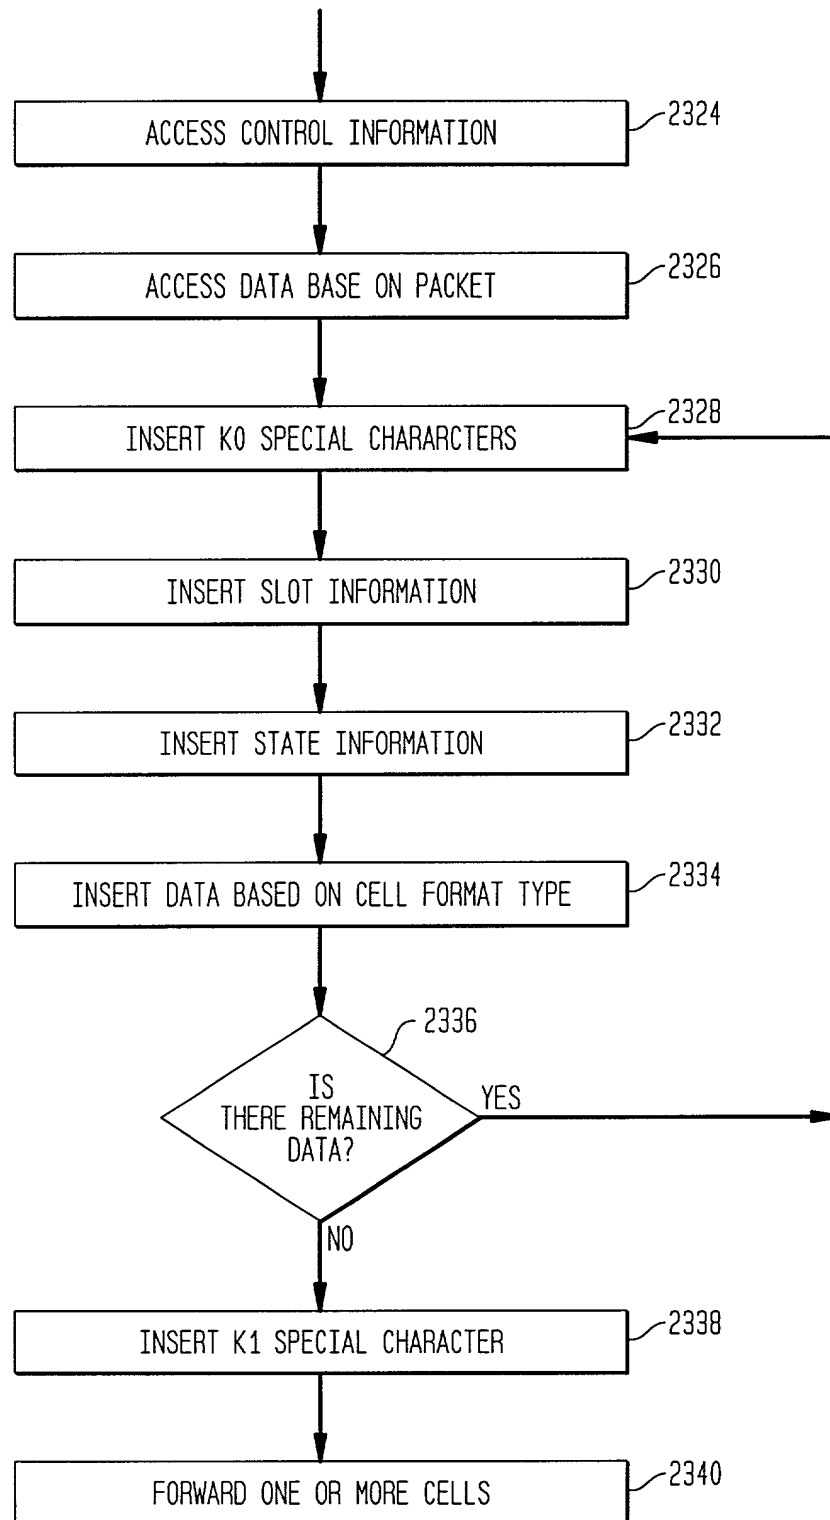 2324
ACCESS CONTROL INFORMATION
2326
ACCESS DATA BASE ON PACKET
2328
INSERT K0 SPECIAL CHARARCTERS
2330
INSERT SLOT INFORMATION
2332
INSERT STATE INFORMATION
2334
INSERT DATA BASED ON CELL FORMAT TYPE
2336
IS
THERE REMAINING
DATA?
YES
NO
2338
INSERT K1 SPECIAL CHARACTER
2340
FORWARD ONE OR MORE CELLS